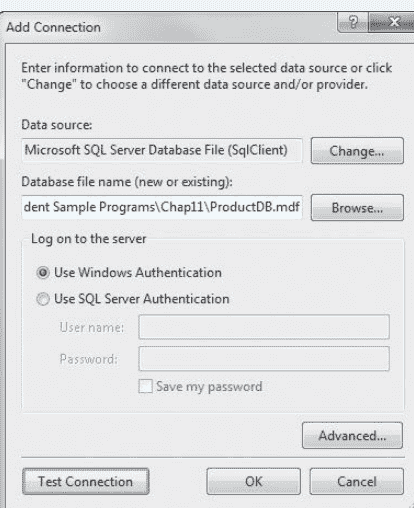 Add Connection
Enter information to connect to the selected data source or click
"Change" to choose a different data source and/or provider.
Data source:
Microsoft SQL Server Database File (SqlClient)
Change...
Database file name (new or existing):
dent Sample Programs\Chap11\ProductDB.mdf
Browse...
Log on to the server
Use Windows Authentication
Use SQL Server Authentication
User name:
Password:
Save my password
Advanced...
Test Connection
OK
Cancel